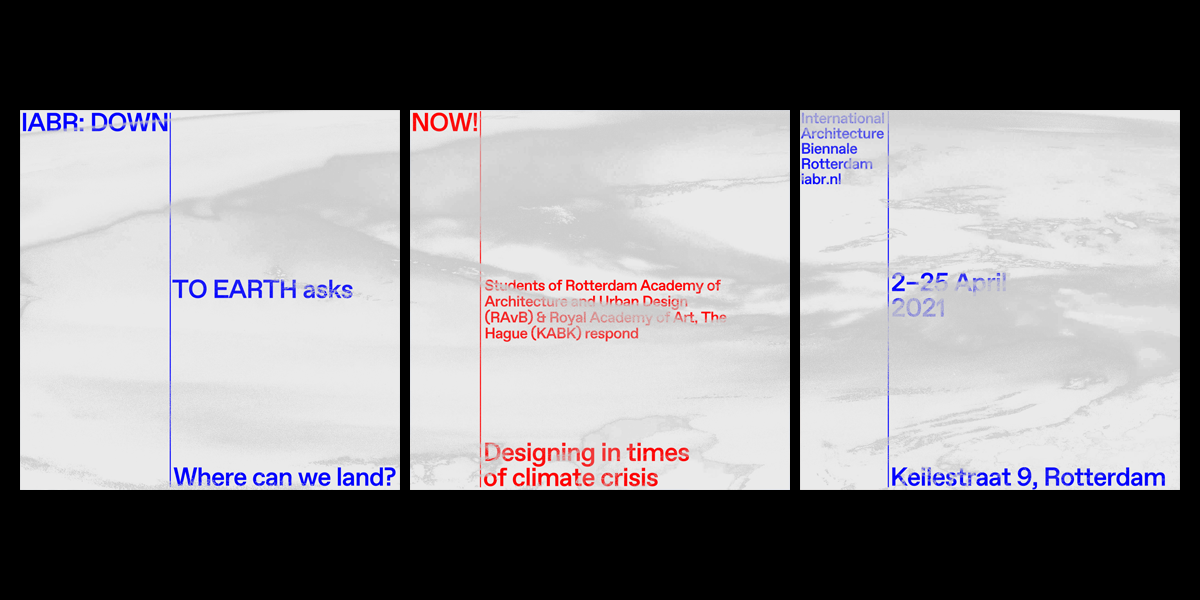 IABR: DOWN
TO EARTH asks
Where can we land?
NOW!
Students of Rotterdam Academy of
Architecture and Urban Design
(RAvB) & Royal Academy of Art, The
Hague (KABK) respond
Designing in times
of climate crisis
International
Architecture
Biennale
Rotterdam
iabr.nl
2–25 April
2021
Keilestraat 9, Rotterdam